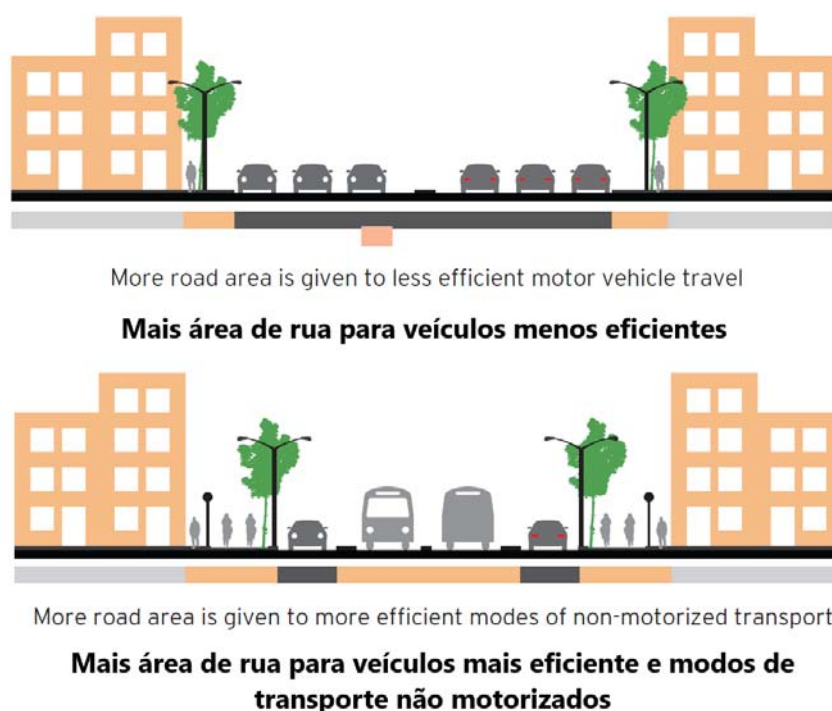 More road area is given to less efficient motor vehicle travel
Mais área de rua para veículos menos eficientes
More road area is given to more efficient modes of non-motorized transport
Mais área de rua para veículos mais eficiente e modos de
transporte não motorizados